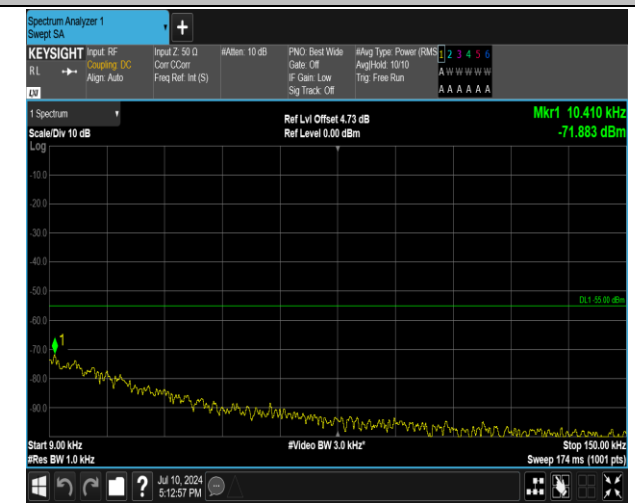 Spectrum Analyzer 1
Swept SA
+
KEYSIGHT
RL
LXI
Input: RF
Coupling: DC
Align: Auto
Input Z: 50 Ω
Corr CCorr
Freq Ref: Int (S)
#Atten: 10 dB
PNO: Best Wide
Gate: Off
IF Gain: Low
Sig Track: Off
#Avg Type: Power (RMS
Avg|Hold: 10/10
Trig: Free Run
1 2 3 4 5 6
A W W W W W
A A A A A A
1 Spectrum
Scale/Div 10 dB
Log
Ref Lvl Offset 4.73 dB
Ref Level 0.00 dBm
Mkr1 10.410 kHz
-71.883 dBm
-10.0
-20.0
-30.0
-40.0
-50.0
DL1 -55.00 dBm
-60.0
1
-70.0
-80.0
-90.0
Start 9.00 kHz
#Res BW 1.0 kHz
#Video BW 3.0 kHz*
Stop 150.00 kHz
Sweep 174 ms (1001 pts)
?
Jul 10, 2024
5:12:57 PM